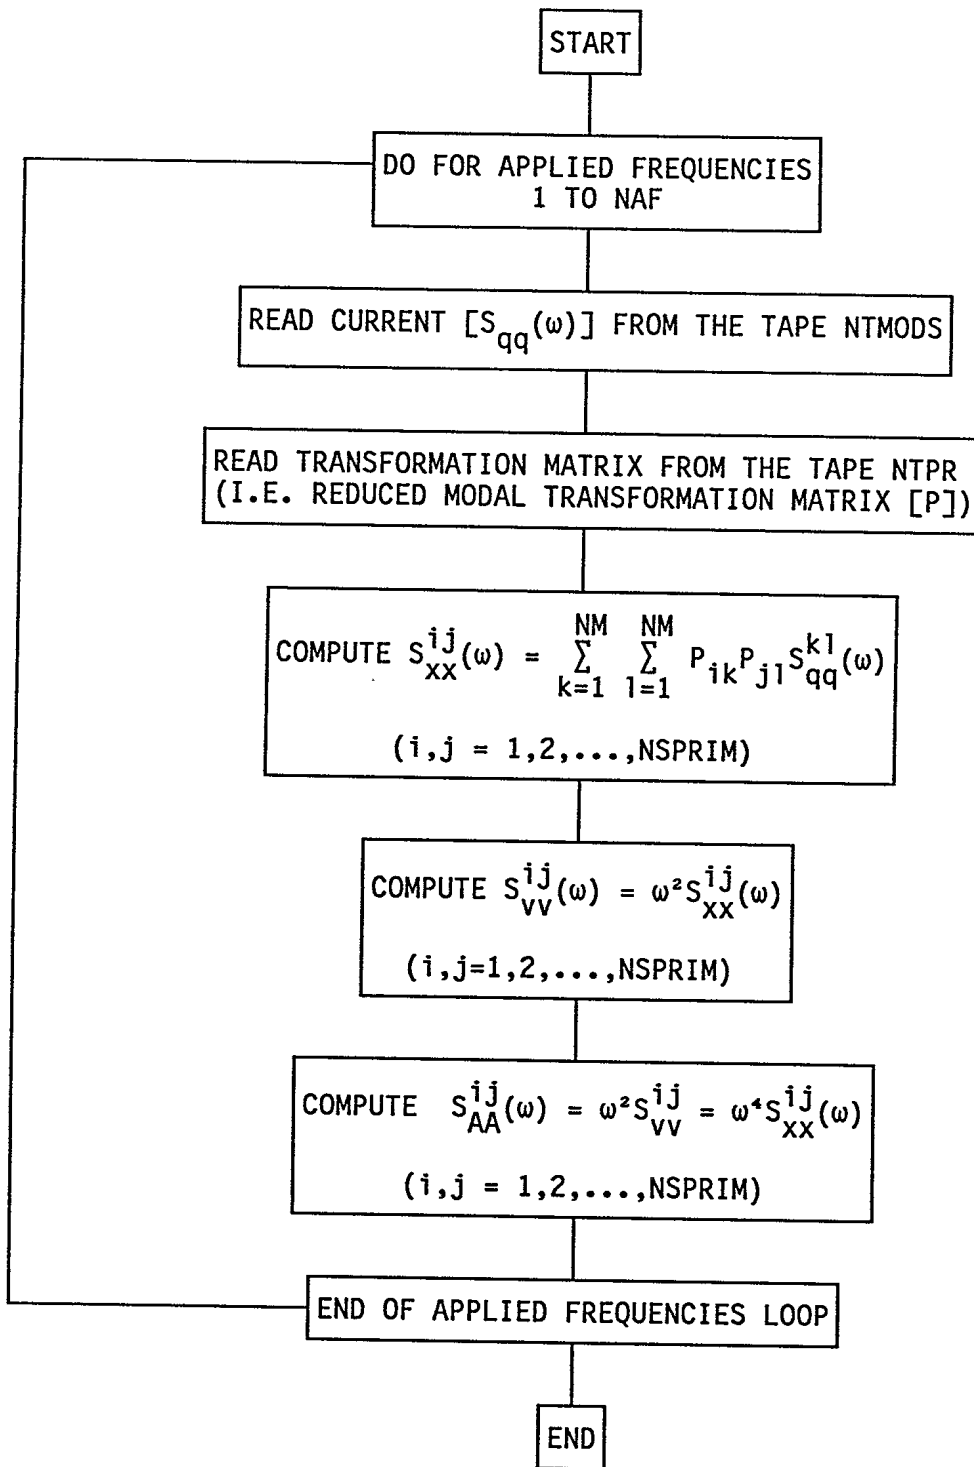 START
DO FOR APPLIED FREQUENCIES
1 TO NAF
READ CURRENT [S_qq(ω)] FROM THE TAPE NTMODS
READ TRANSFORMATION MATRIX FROM THE TAPE NTPR
(I.E. REDUCED MODAL TRANSFORMATION MATRIX [P])
COMPUTE S_xx^ij(ω) = Σ_{k=1}^{NM} Σ_{l=1}^{NM} P_ik P_jl S_qq^kl(ω)
(i,j = 1,2,...,NSPRIM)
COMPUTE S_vv^ij(ω) = ω²S_xx^ij(ω)
(i,j=1,2,...,NSPRIM)
COMPUTE S_AA^ij(ω) = ω²S_vv^ij = ω⁴S_xx^ij(ω)
(i,j = 1,2,...,NSPRIM)
END OF APPLIED FREQUENCIES LOOP
END